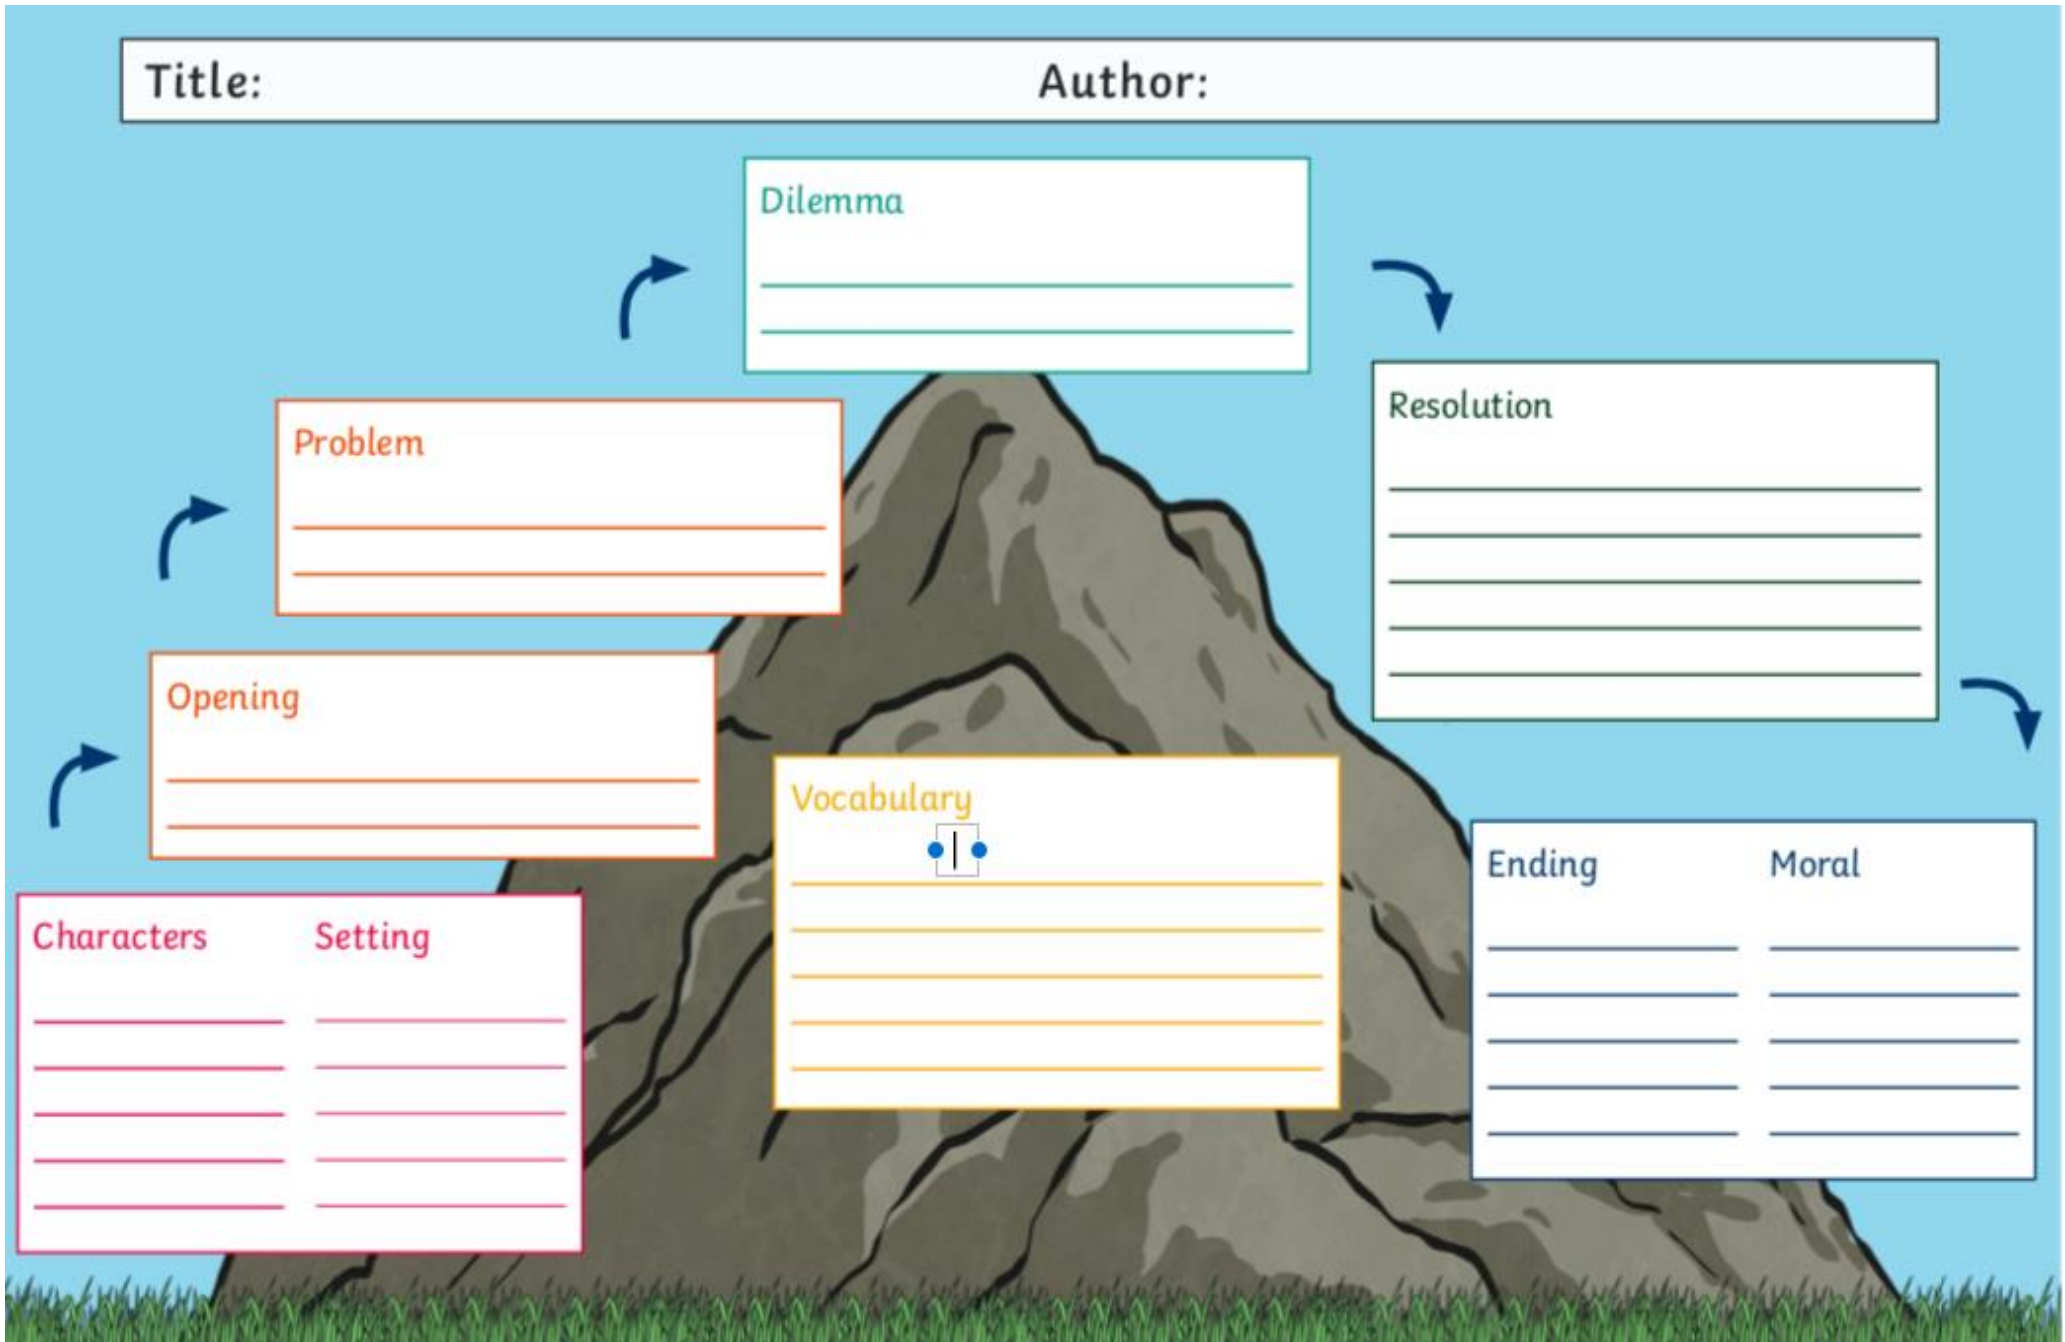 Title: Author:
Dilemma
Resolution
Problem
Opening
Vocabulary
Ending Moral
Characters Setting